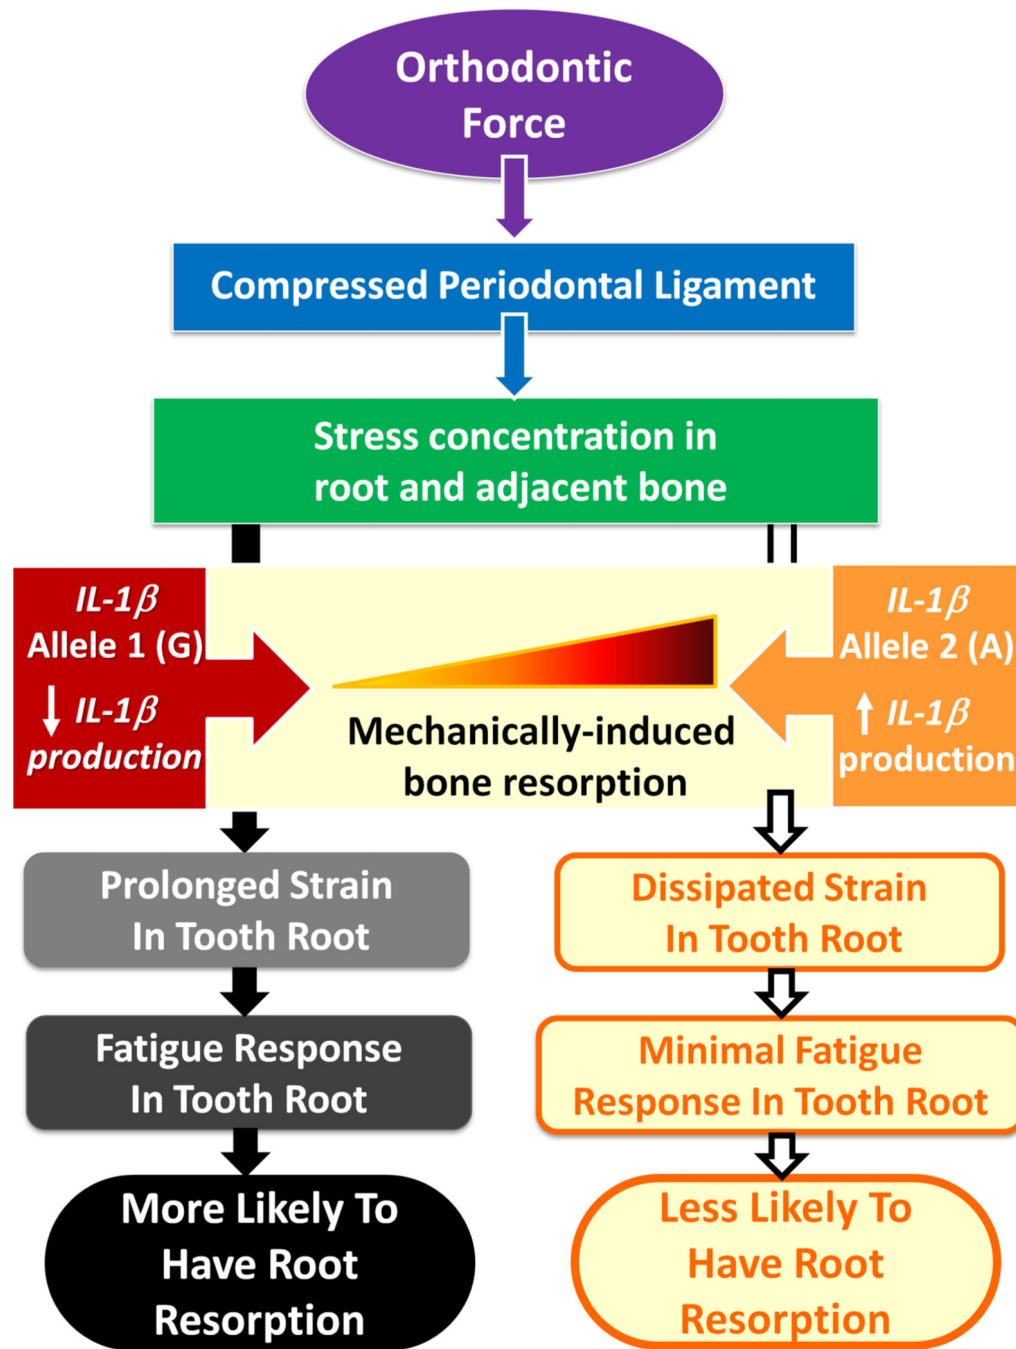 Orthodontic
Force
Compressed Periodontal Ligament
Stress concentration in
root and adjacent bone
IL-1β
Allele 1 (G)
↓ IL-1β
production
Mechanically-induced
bone resorption
IL-1β
Allele 2 (A)
↑ IL-1β
production
Prolonged Strain
In Tooth Root
Dissipated Strain
In Tooth Root
Fatigue Response
In Tooth Root
Minimal Fatigue
Response In Tooth Root
More Likely To
Have Root
Resorption
Less Likely To
Have Root
Resorption